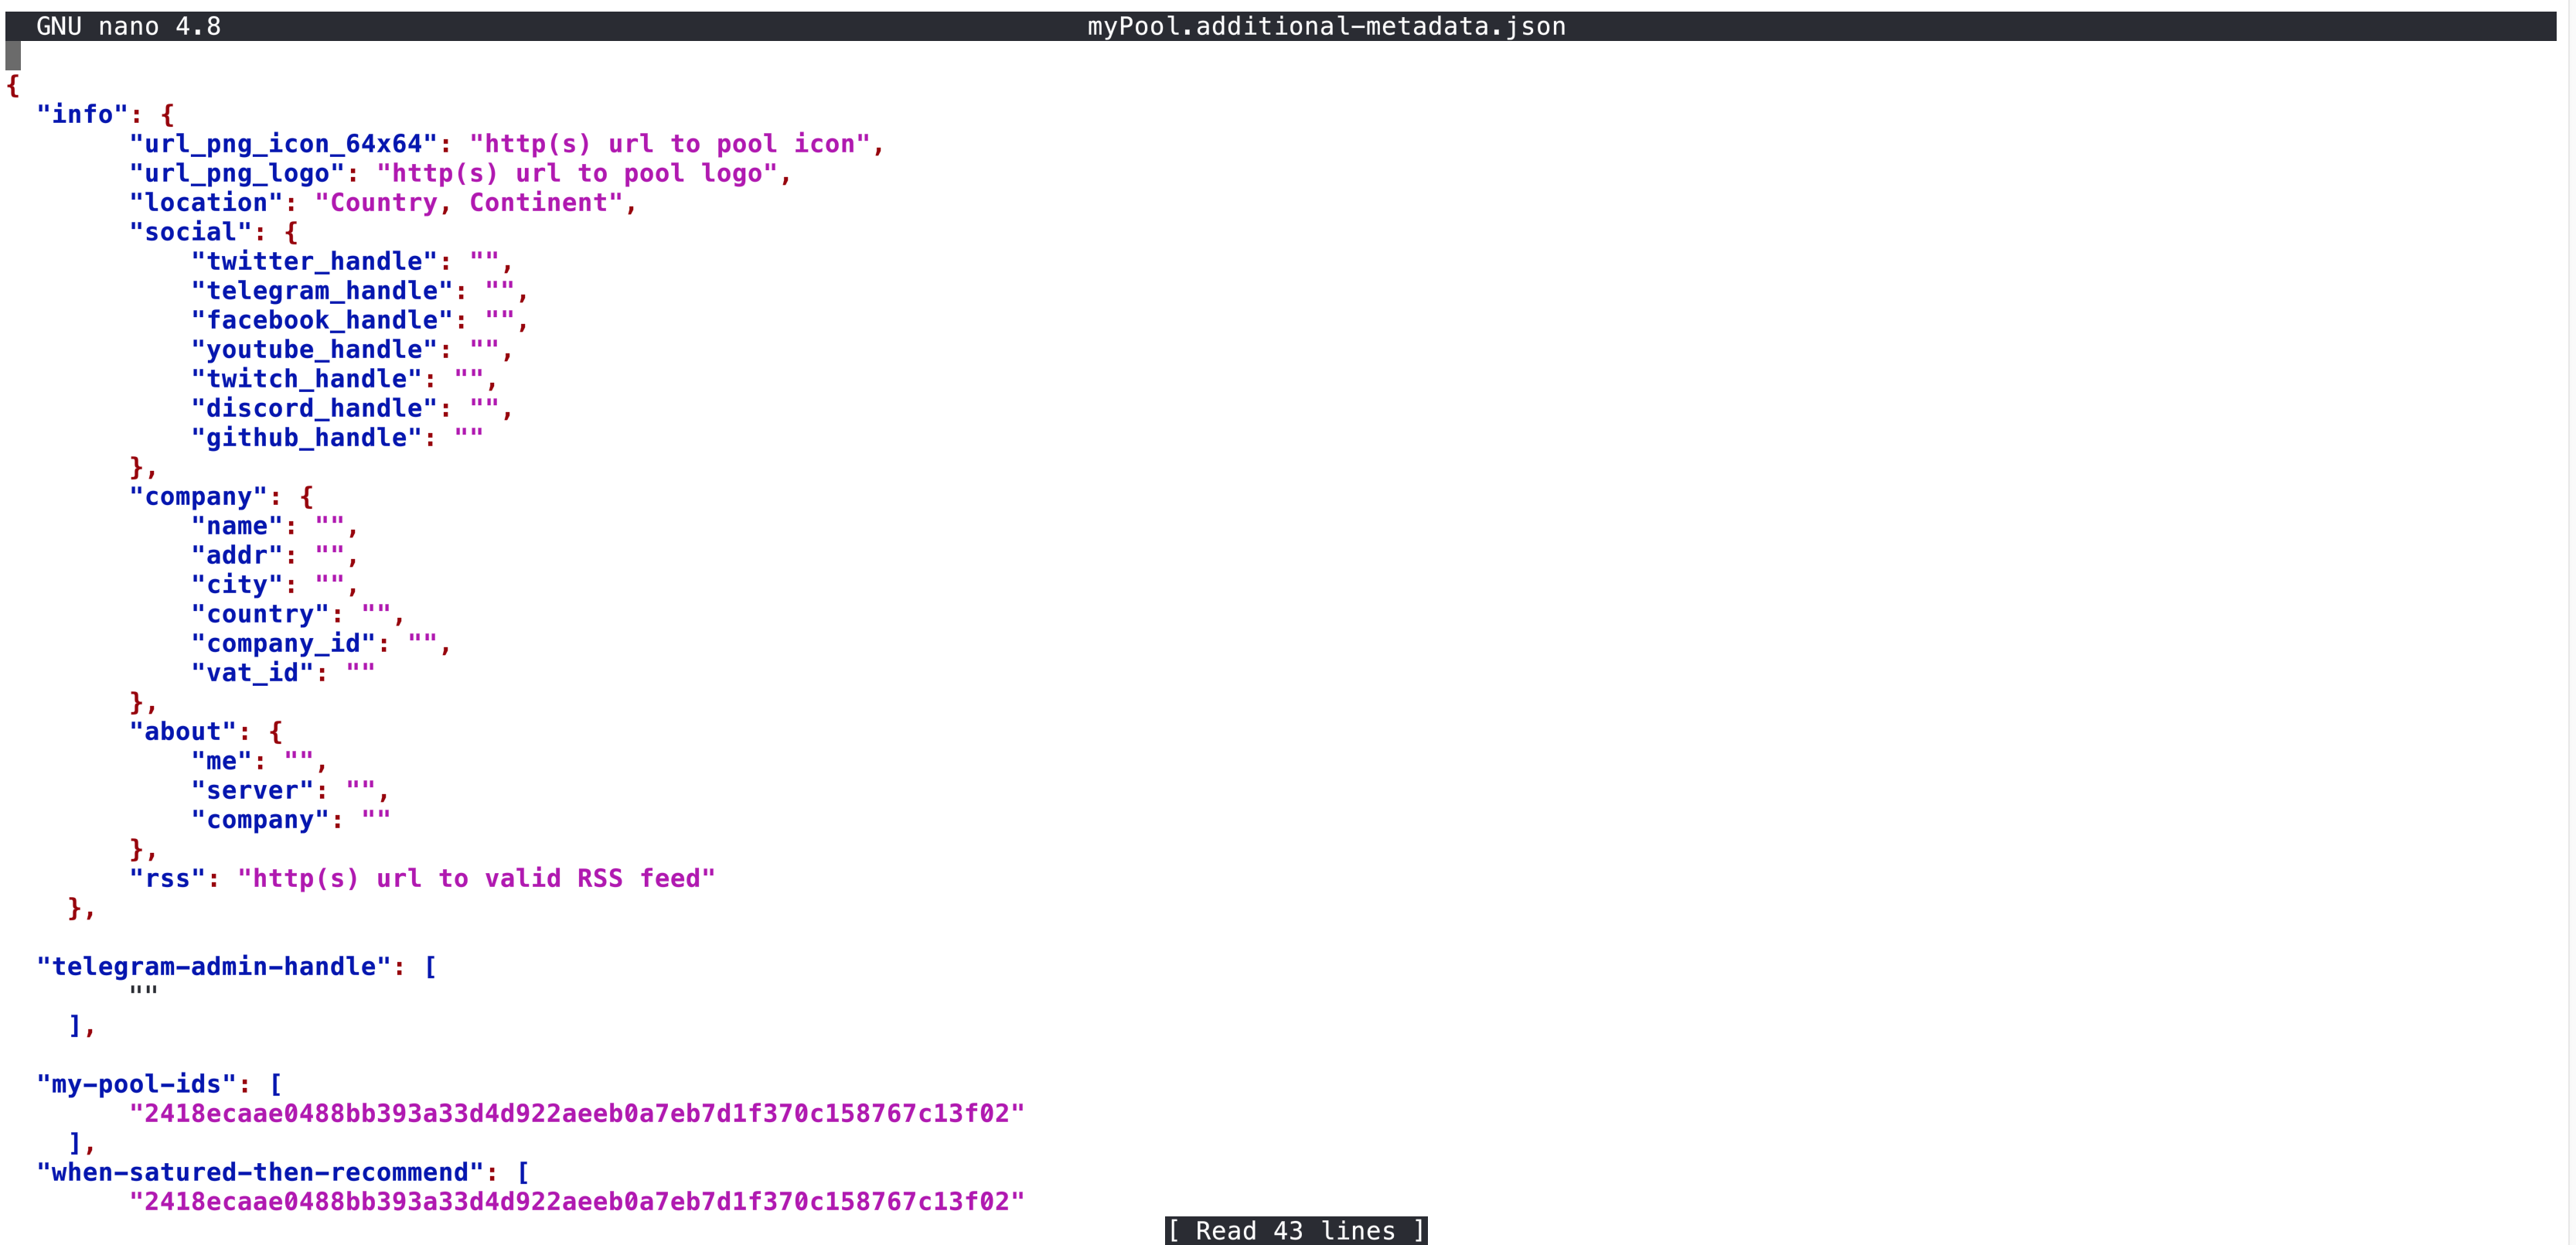 GNU nano 4.8 myPool.additional-metadata.json
{
"info": {
"url_png_icon_64x64": "http(s) url to pool icon",
"url_png_logo": "http(s) url to pool logo",
"location": "Country, Continent",
"social": {
"twitter_handle": "",
"telegram_handle": "",
"facebook_handle": "",
"youtube_handle": "",
"twitch_handle": "",
"discord_handle": "",
"github_handle": ""
},
"company": {
"name": "",
"addr": "",
"city": "",
"country": "",
"company_id": "",
"vat_id": ""
},
"about": {
"me": "",
"server": "",
"company": ""
},
"rss": "http(s) url to valid RSS feed"
},
"telegram-admin-handle": [
""
],
"my-pool-ids": [
"2418ecaae0488bb393a33d4d922aeeb0a7eb7d1f370c158767c13f02"
],
"when-satured-then-recommend": [
"2418ecaae0488bb393a33d4d922aeeb0a7eb7d1f370c158767c13f02"
[ Read 43 lines ]